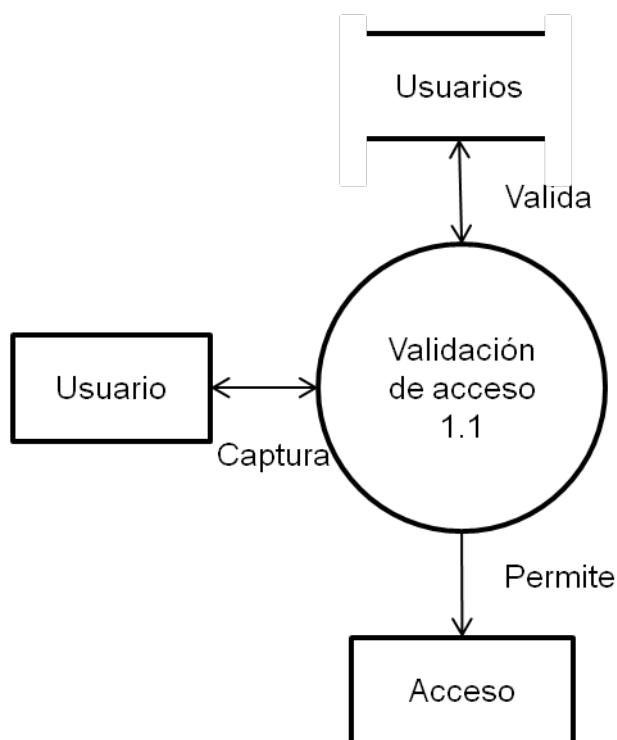 Usuarios
Valida
Validación
de acceso
1.1
Usuario
Captura
Permite
Acceso